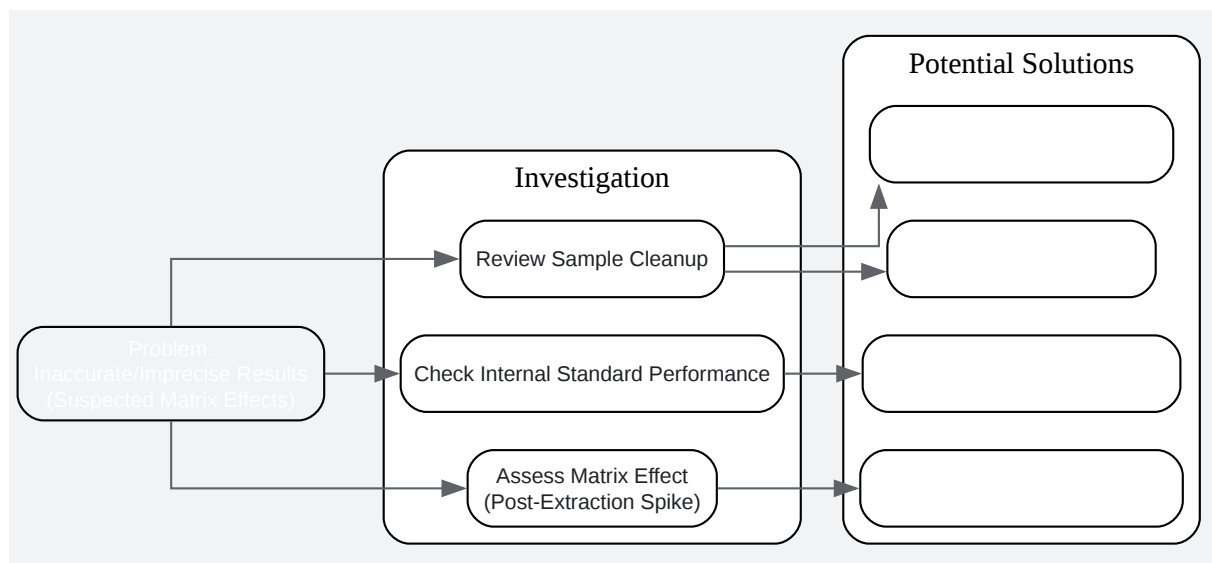 Potential Solutions
Investigation
Review Sample Cleanup
Problem:
Inaccurate/Imprecise Results
(Suspected Matrix Effects)
Check Internal Standard Performance
Assess Matrix Effect
(Post-Extraction Spike)